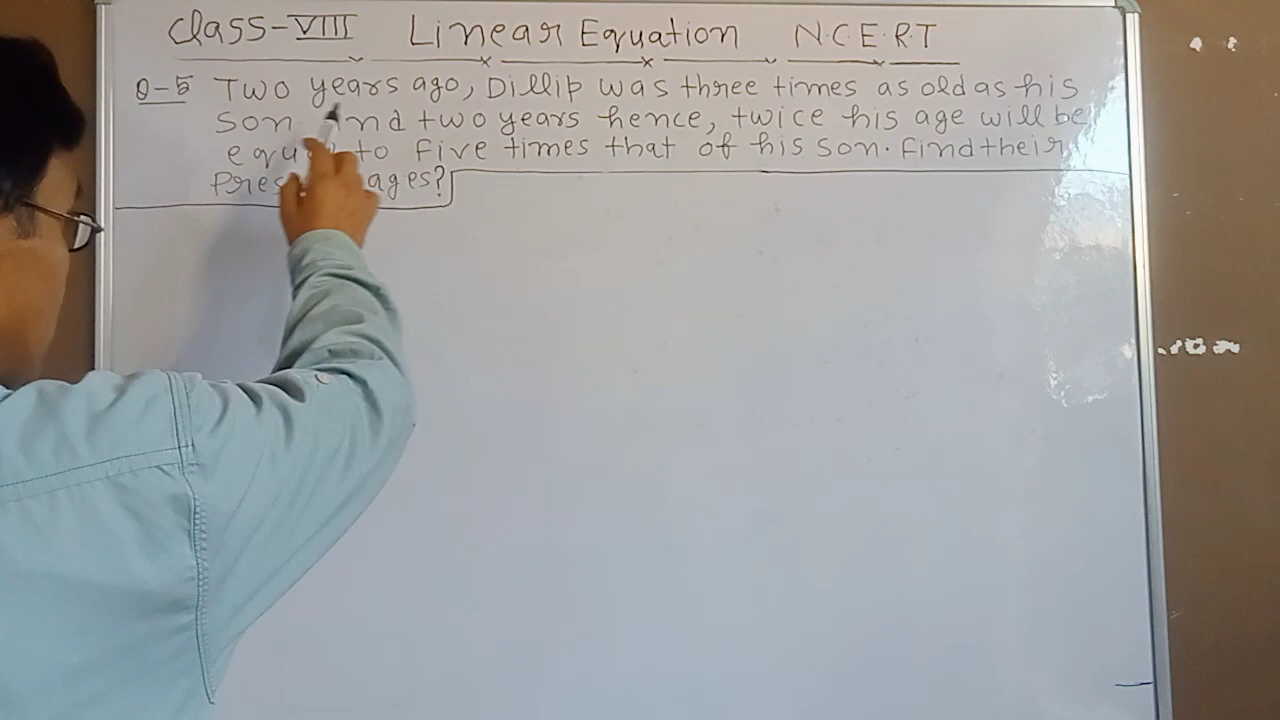 Class-VIII Linear Equation N.C.E.R.T
Q-5 Two years ago, Dillip was three times as old as his
son and two years hence, twice his age will be
equal to five times that of his son. Find their
Present ages?